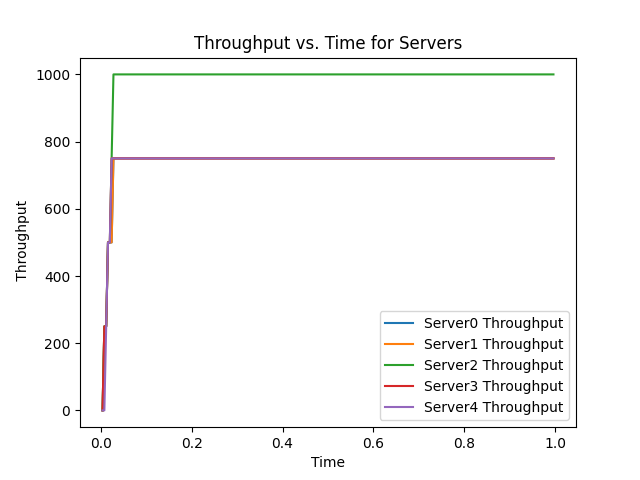 Throughput vs. Time for Servers
1000
800
600
400
200
0
Throughput
0.0 0.2 0.4 0.6 0.8 1.0
Time
Server0 Throughput
Server1 Throughput
Server2 Throughput
Server3 Throughput
Server4 Throughput